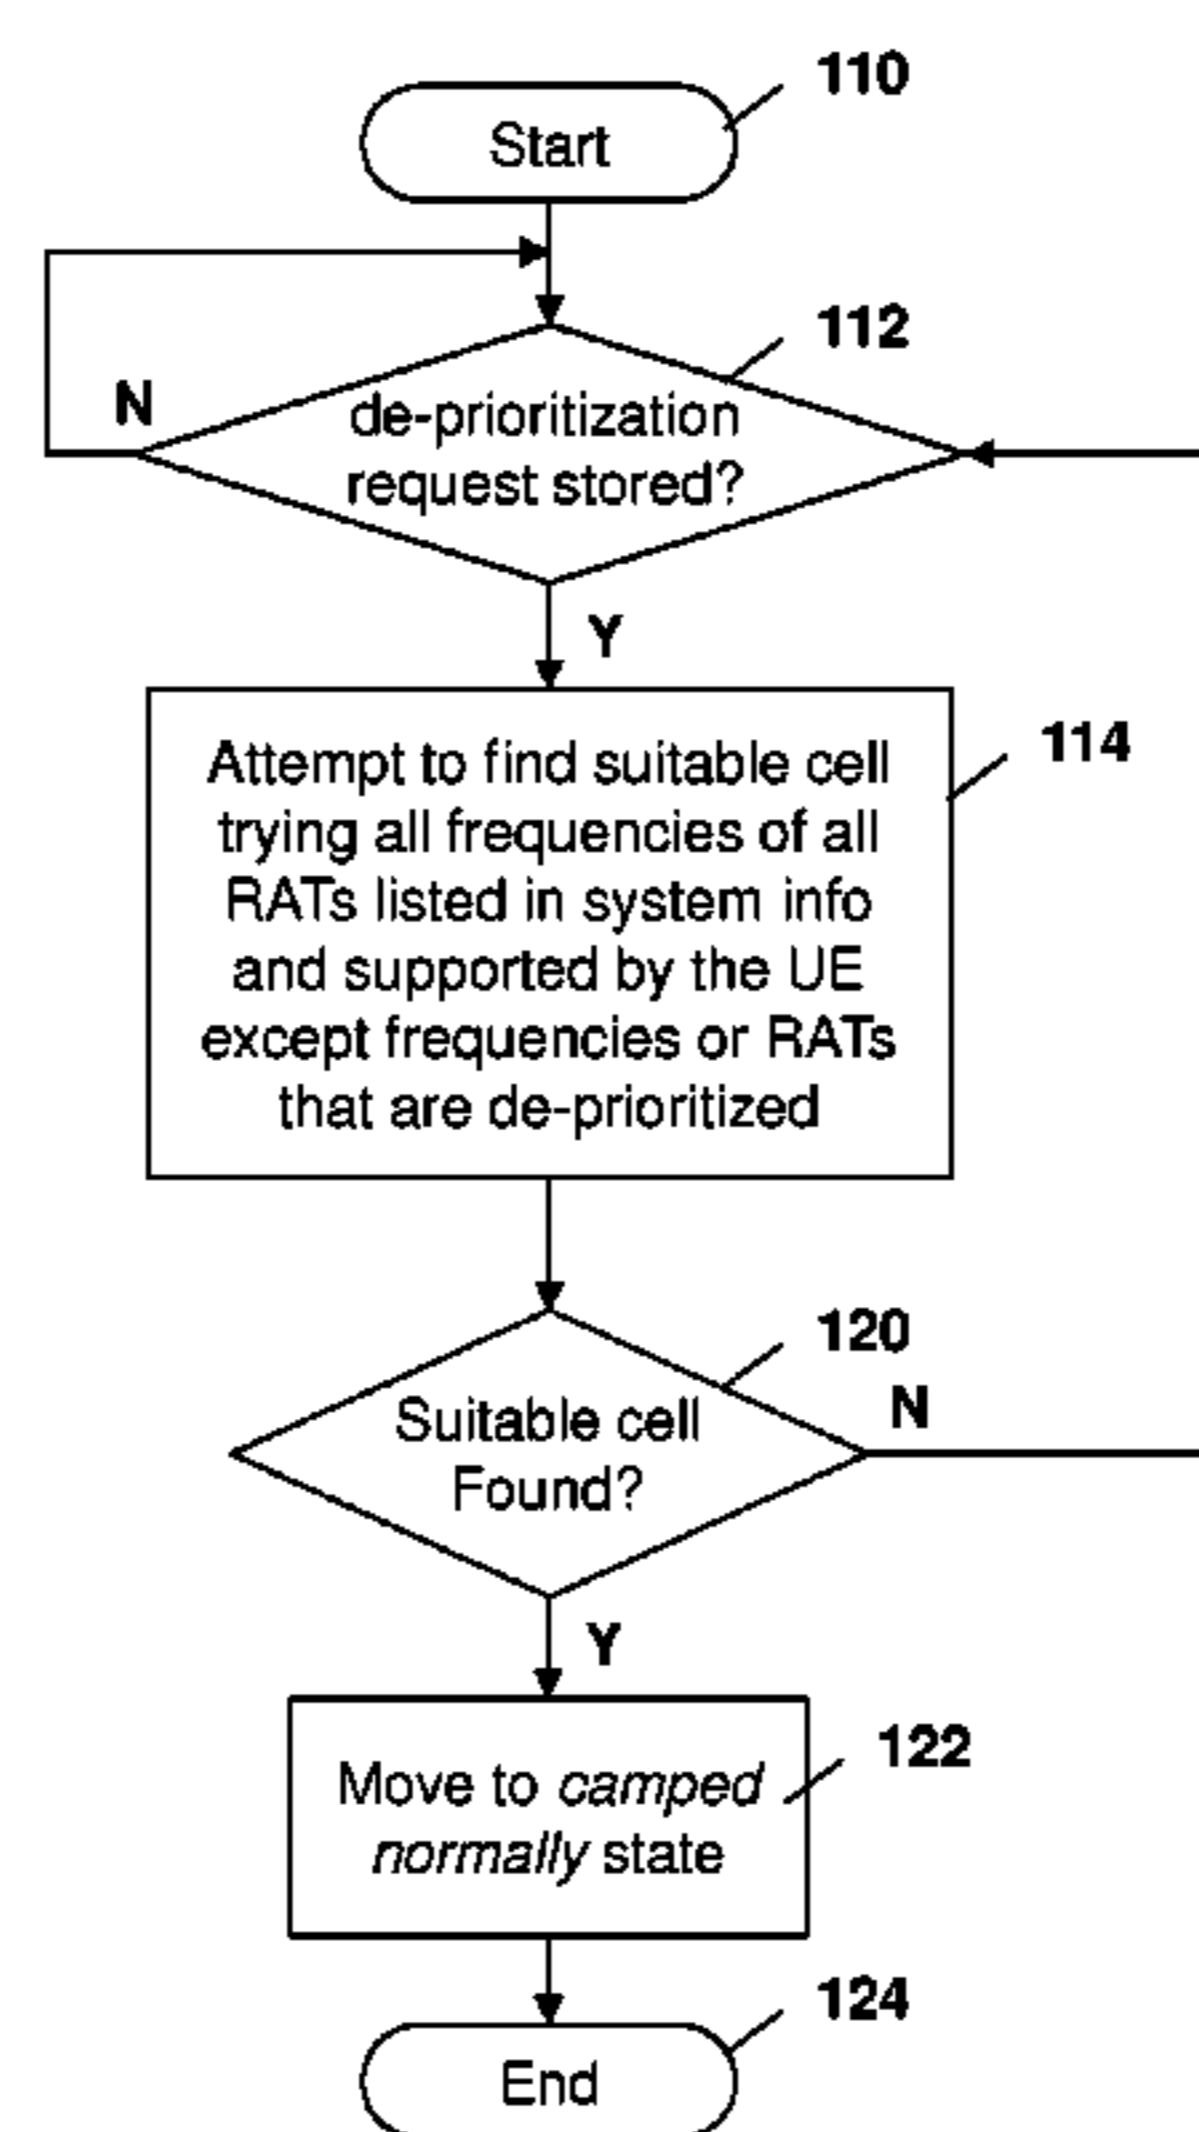 110
Start
112
N
de-prioritization
request stored?
Y
114
Attempt to find suitable cell
trying all frequencies of all
RATs listed in system info
and supported by the UE
except frequencies or RATs
that are de-prioritized
120
N
Suitable cell
Found?
Y
122
Move to camped
normally state
124
End